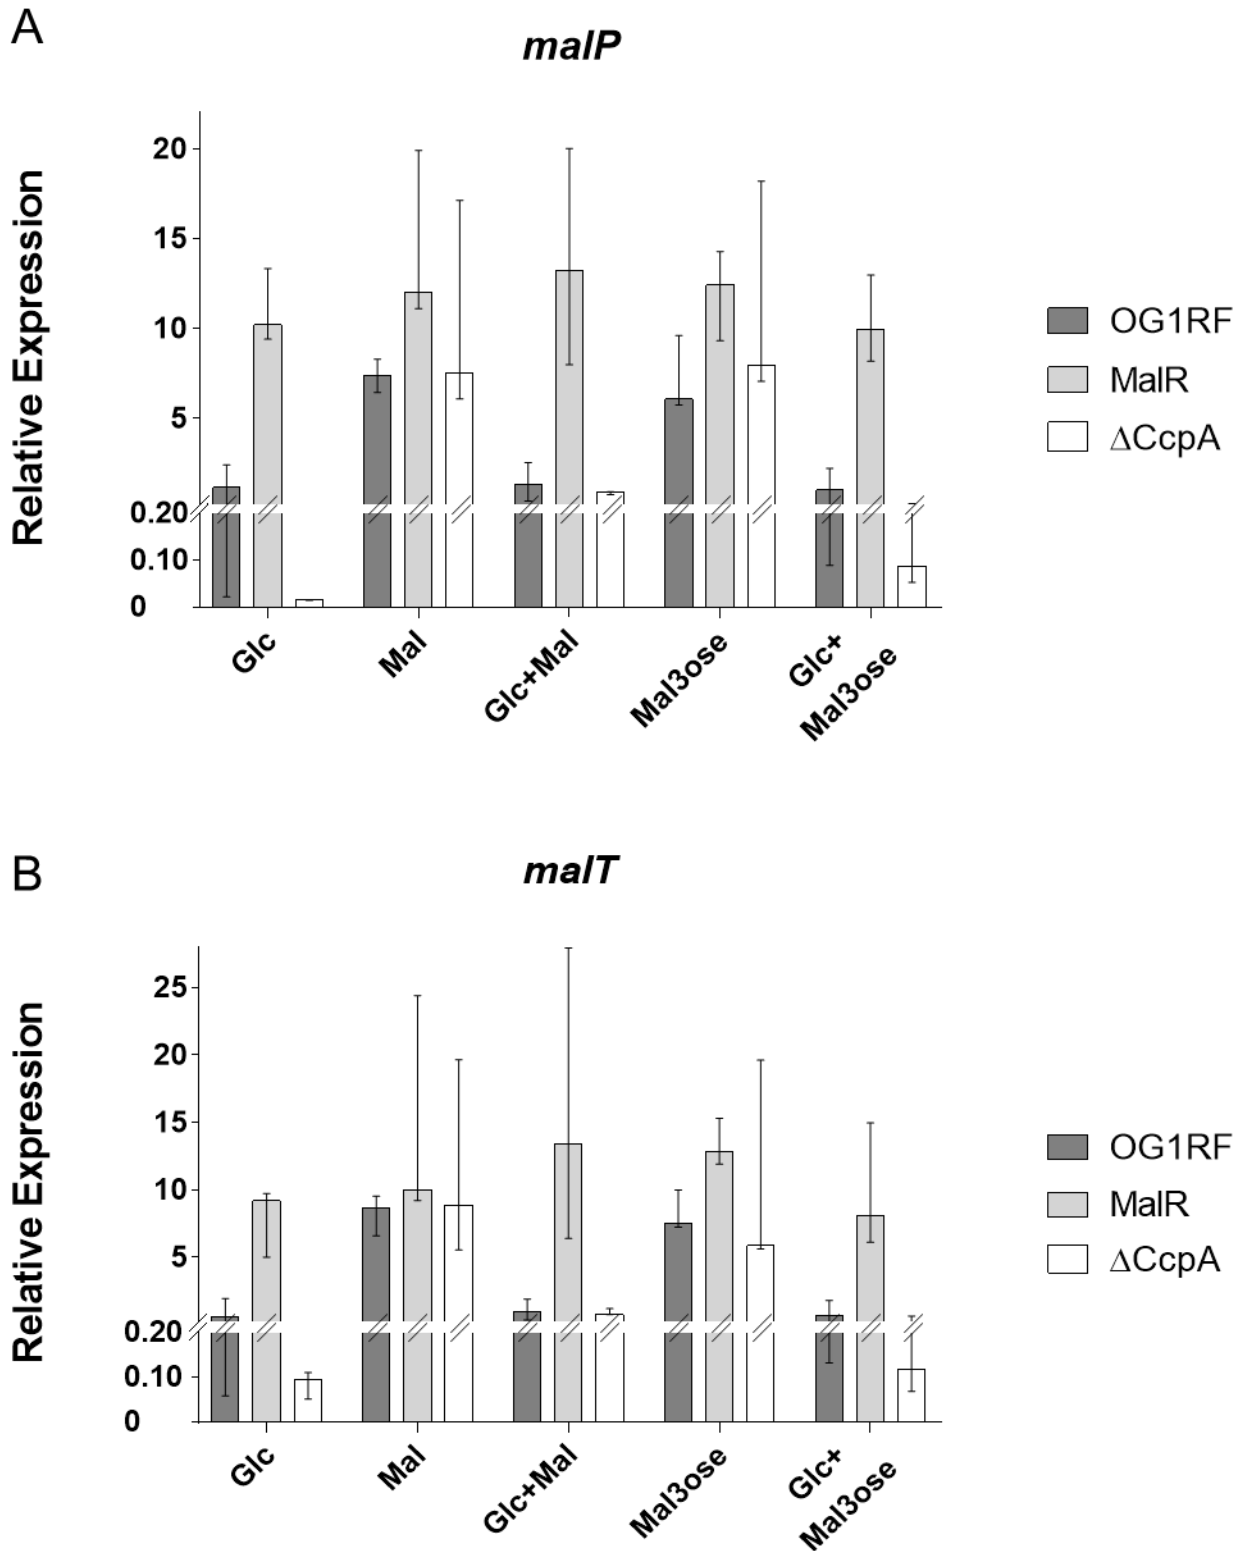 A
malP
Relative Expression
20
15
10
5
0.20
0.10
0
Glc
Mal
Glc+Mal
Mal3ose
Glc+
Mal3ose
OG1RF
MalR
ΔCcpA
B
malT
Relative Expression
25
20
15
10
5
0.20
0.10
0
Glc
Mal
Glc+Mal
Mal3ose
Glc+
Mal3ose
OG1RF
MalR
ΔCcpA